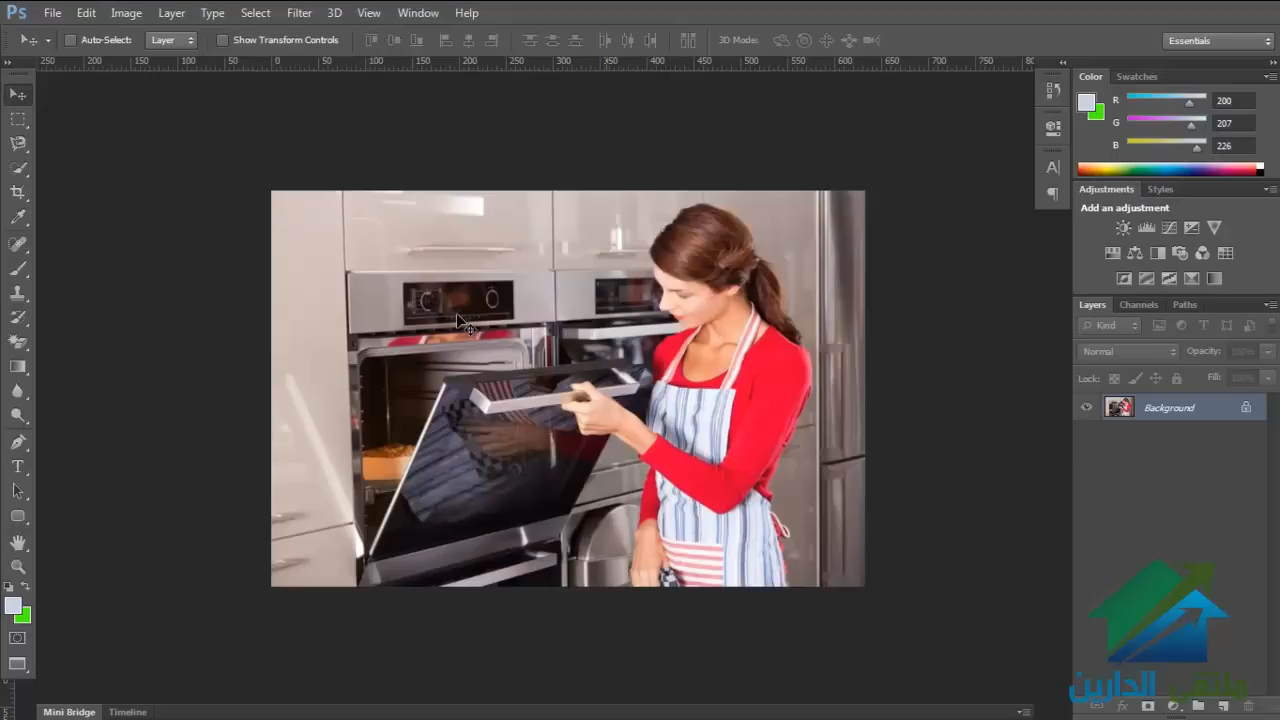 Ps File Edit Image Layer Type Select Filter 3D View Window Help
Auto-Select: Layer Show Transform Controls 3D Mode: Essentials
250 200 150 100 50 0 50 100 150 200 250 300 350 400 450 500 550 600 650 700 750 80
Color Swatches
R 200
G 207
B 226
Adjustments Styles
Add an adjustment
Layers Channels Paths
Kind
Normal Opacity: 100%
Lock: Fill: 100%
Background
ملتقى الدارين
Mini Bridge Timeline